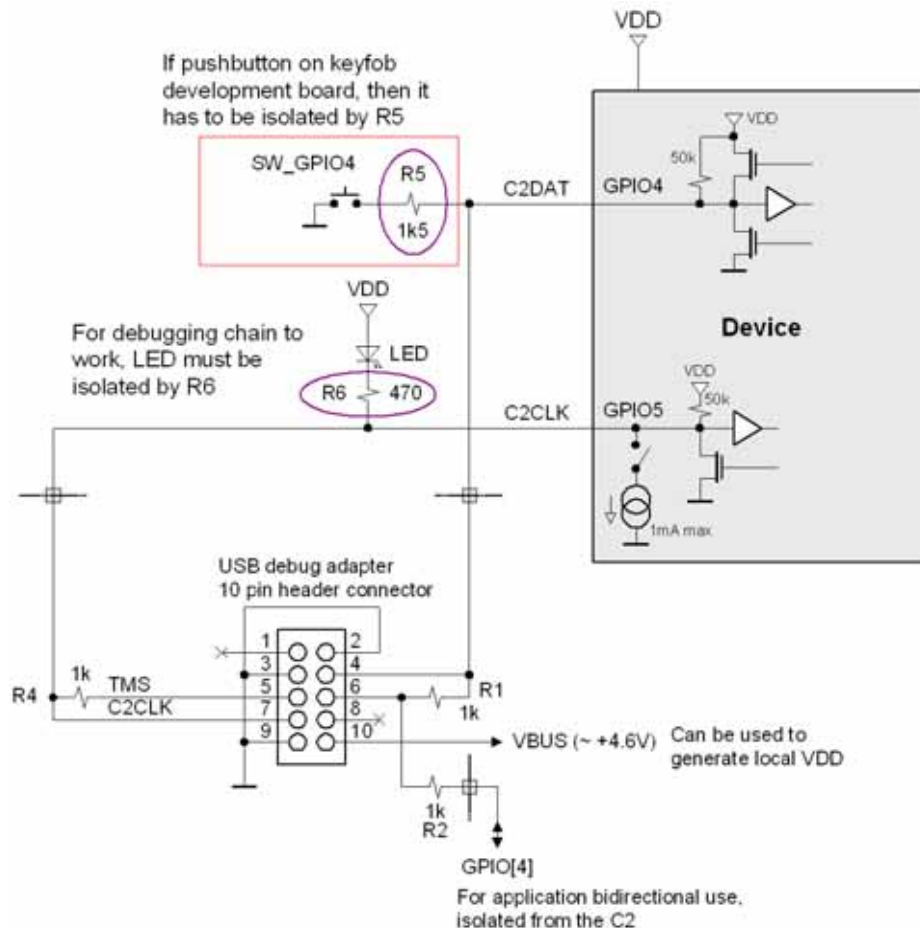 VDD
If pushbutton on keyfob
development board, then it
has to be isolated by R5
VDD
SW_GPIO4
R5
1k5
C2DAT
GPIO4
50k
VDD
For debugging chain to
work, LED must be
isolated by R6
LED
R6
470
Device
C2CLK
GPIO5
VDD
50k
1mA max
USB debug adapter
10 pin header connector
1
2
3
4
5
6
7
8
9
10
R4
1k
TMS
C2CLK
R1
1k
VBUS (~ +4.6V)
Can be used to
generate local VDD
1k
R2
GPIO[4]
For application bidirectional use,
isolated from the C2